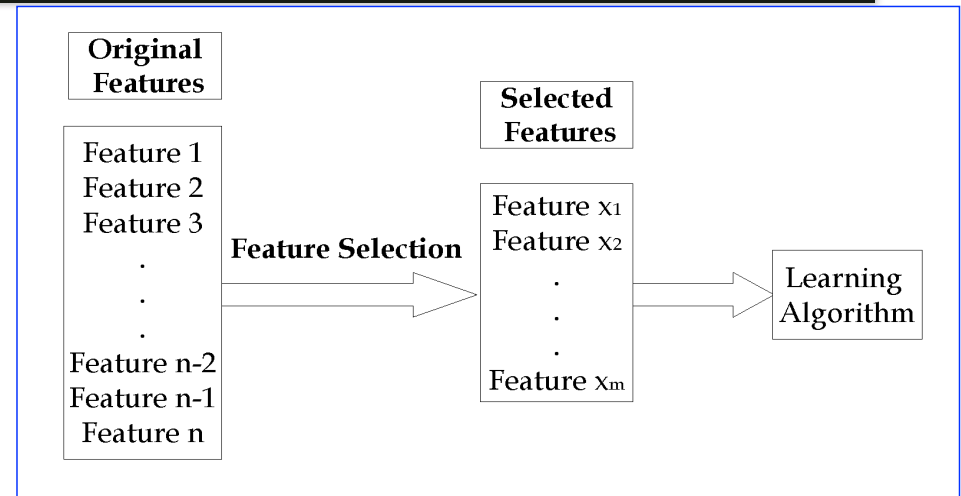 Original
Features
Feature 1
Feature 2
Feature 3
.
.
.
Feature n-2
Feature n-1
Feature n
Feature Selection
Selected
Features
Feature x1
Feature x2
.
.
.
Feature xm
Learning
Algorithm